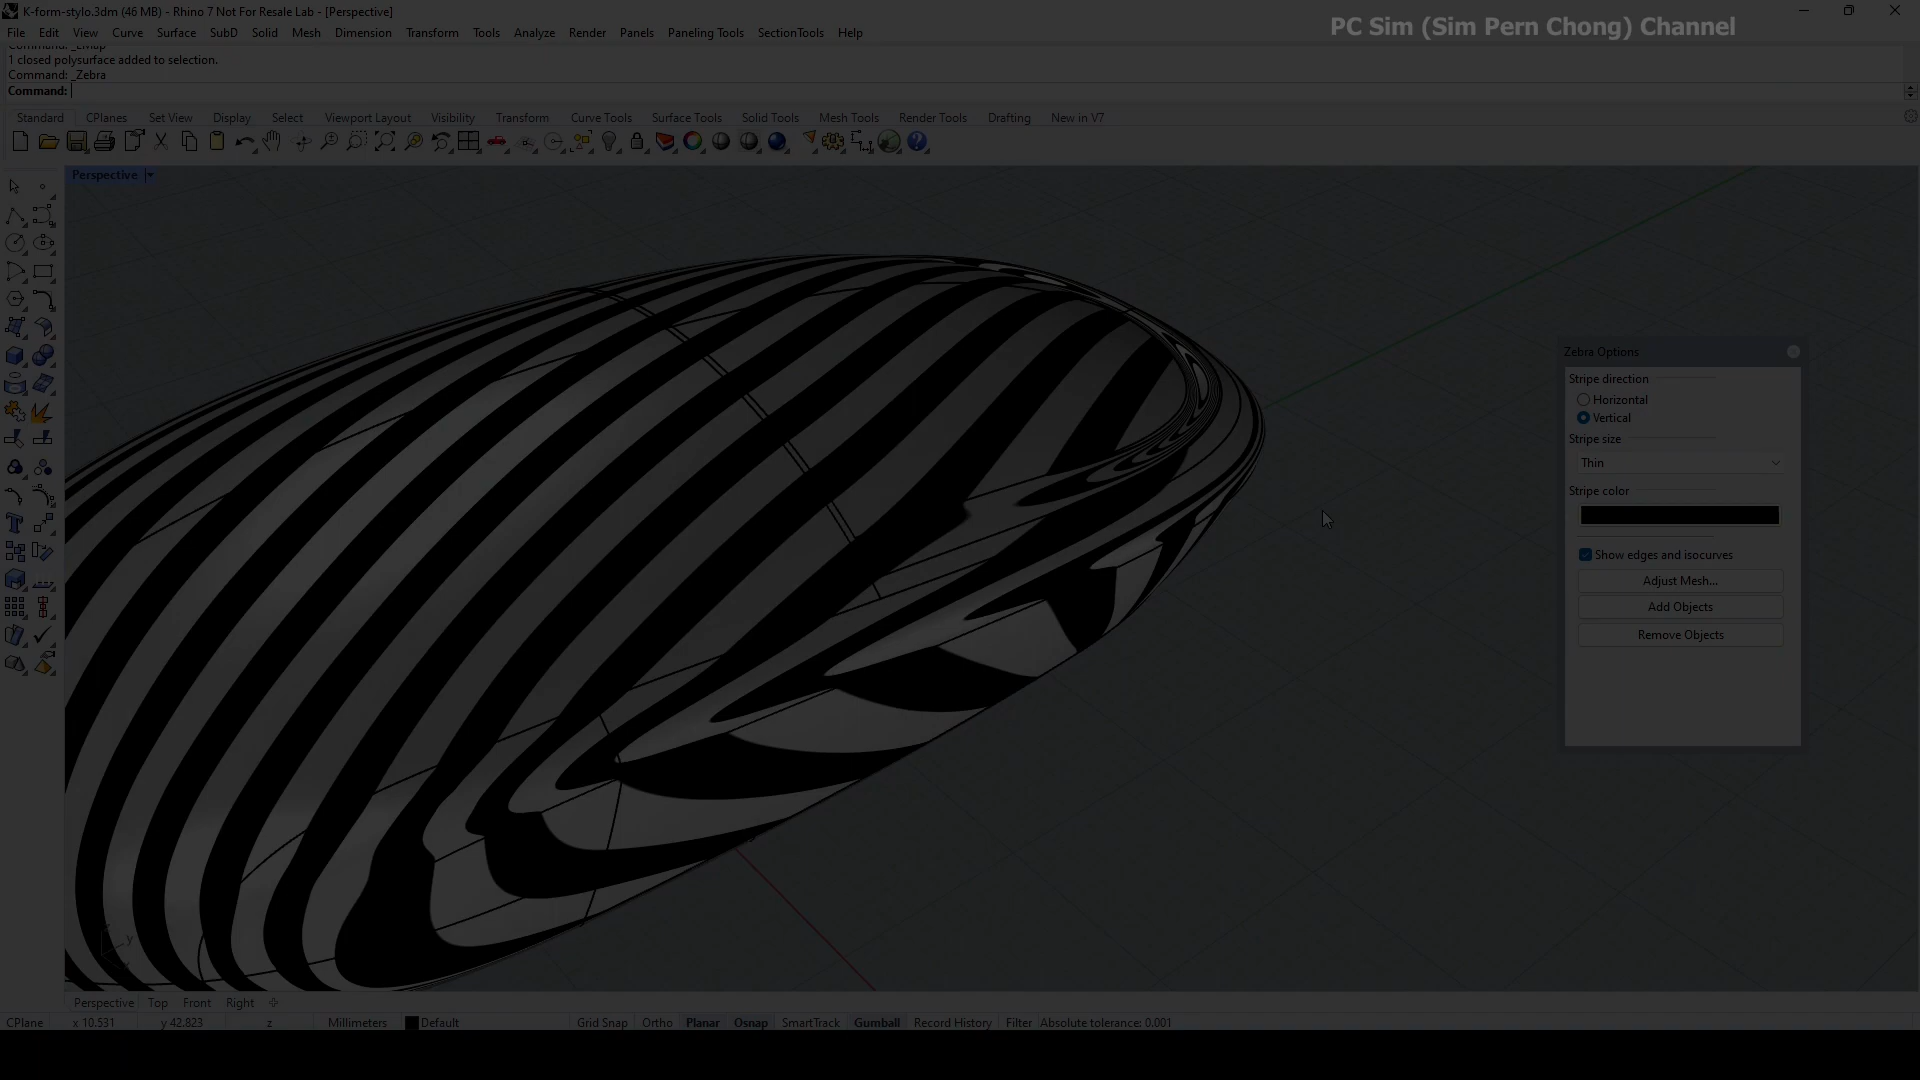 K-form-stylo.3dm (46 MB) - Rhino 7 Not For Resale Lab - [Perspective]
PC Sim (Sim Pern Chong) Channel
File Edit View Curve Surface SubD Solid Mesh Dimension Transform Tools Analyze Render Panels Paneling Tools SectionTools Help
Command: _EMap
1 closed polysurface added to selection.
Command: _Zebra
Command:
Standard CPlanes Set View Display Select Viewport Layout Visibility Transform Curve Tools Surface Tools Solid Tools Mesh Tools Render Tools Drafting New in V7
Perspective
Zebra Options
Stripe direction
Horizontal
Vertical
Stripe size
Thin
Stripe color
Show edges and isocurves
Adjust Mesh...
Add Objects
Remove Objects
y
Perspective Top Front Right
CPlane x 10.531 y 42.823 z Millimeters Default Grid Snap Ortho Planar Osnap SmartTrack Gumball Record History Filter Absolute tolerance: 0.001